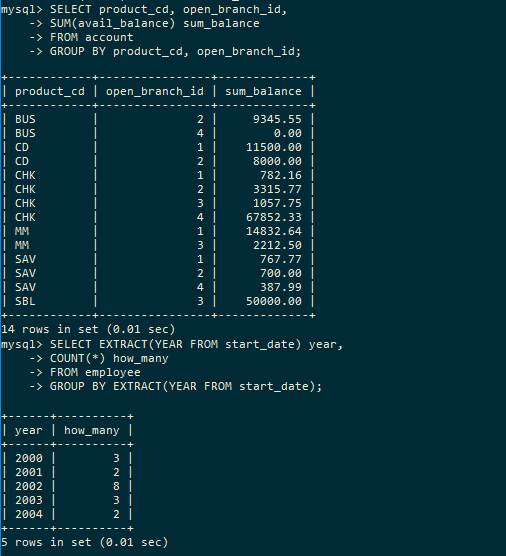 mysql> SELECT product_cd, open_branch_id,
    -> SUM(avail_balance) sum_balance
    -> FROM account
    -> GROUP BY product_cd, open_branch_id;
+------------+----------------+-------------+
| product_cd | open_branch_id | sum_balance |
+------------+----------------+-------------+
| BUS        |              2 |     9345.55 |
| BUS        |              4 |        0.00 |
| CD         |              1 |    11500.00 |
| CD         |              2 |     8000.00 |
| CHK        |              1 |      782.16 |
| CHK        |              2 |     3315.77 |
| CHK        |              3 |     1057.75 |
| CHK        |              4 |    67852.33 |
| MM         |              1 |    14832.64 |
| MM         |              3 |     2212.50 |
| SAV        |              1 |      767.77 |
| SAV        |              2 |      700.00 |
| SAV        |              4 |      387.99 |
| SBL        |              3 |    50000.00 |
+------------+----------------+-------------+
14 rows in set (0.01 sec)
mysql> SELECT EXTRACT(YEAR FROM start_date) year,
    -> COUNT(*) how_many
    -> FROM employee
    -> GROUP BY EXTRACT(YEAR FROM start_date);
+------+----------+
| year | how_many |
+------+----------+
| 2000 |        3 |
| 2001 |        2 |
| 2002 |        8 |
| 2003 |        3 |
| 2004 |        2 |
+------+----------+
5 rows in set (0.01 sec)